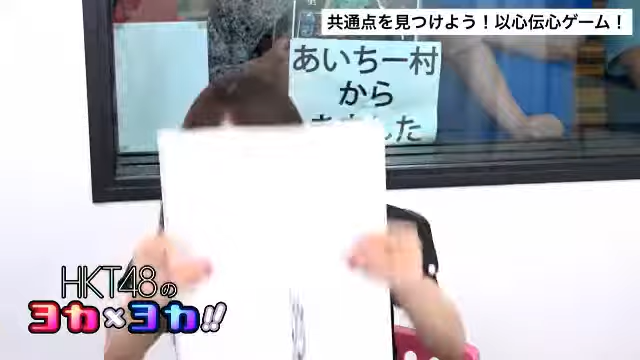 共通点を見つけよう！以心伝心ゲーム！
あいち一村
から
HKT48の
ヨカ×ヨカ!!